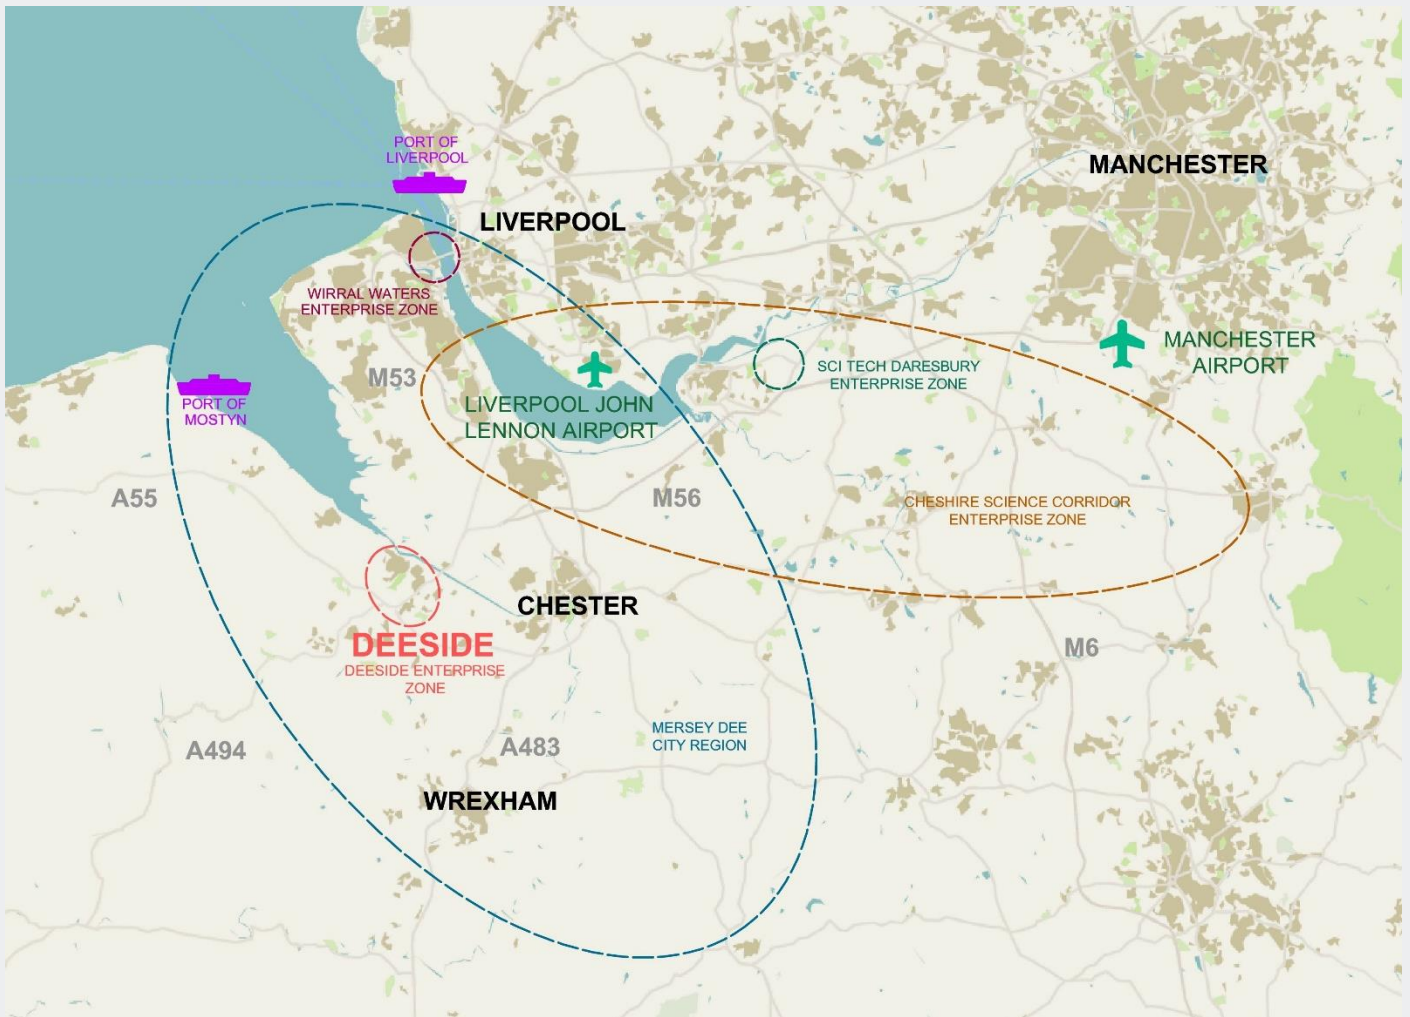 PORT OF
LIVERPOOL
MANCHESTER
LIVERPOOL
WIRRAL WATERS
ENTERPRISE ZONE
MANCHESTER
AIRPORT
SCI TECH DARESBURY
ENTERPRISE ZONE
M53
PORT OF
MOSTYN
LIVERPOOL JOHN
LENNON AIRPORT
A55
M56
CHESHIRE SCIENCE CORRIDOR
ENTERPRISE ZONE
CHESTER
DEESIDE
DEESIDE ENTERPRISE
ZONE
M6
MERSEY DEE
CITY REGION
A494
A483
WREXHAM